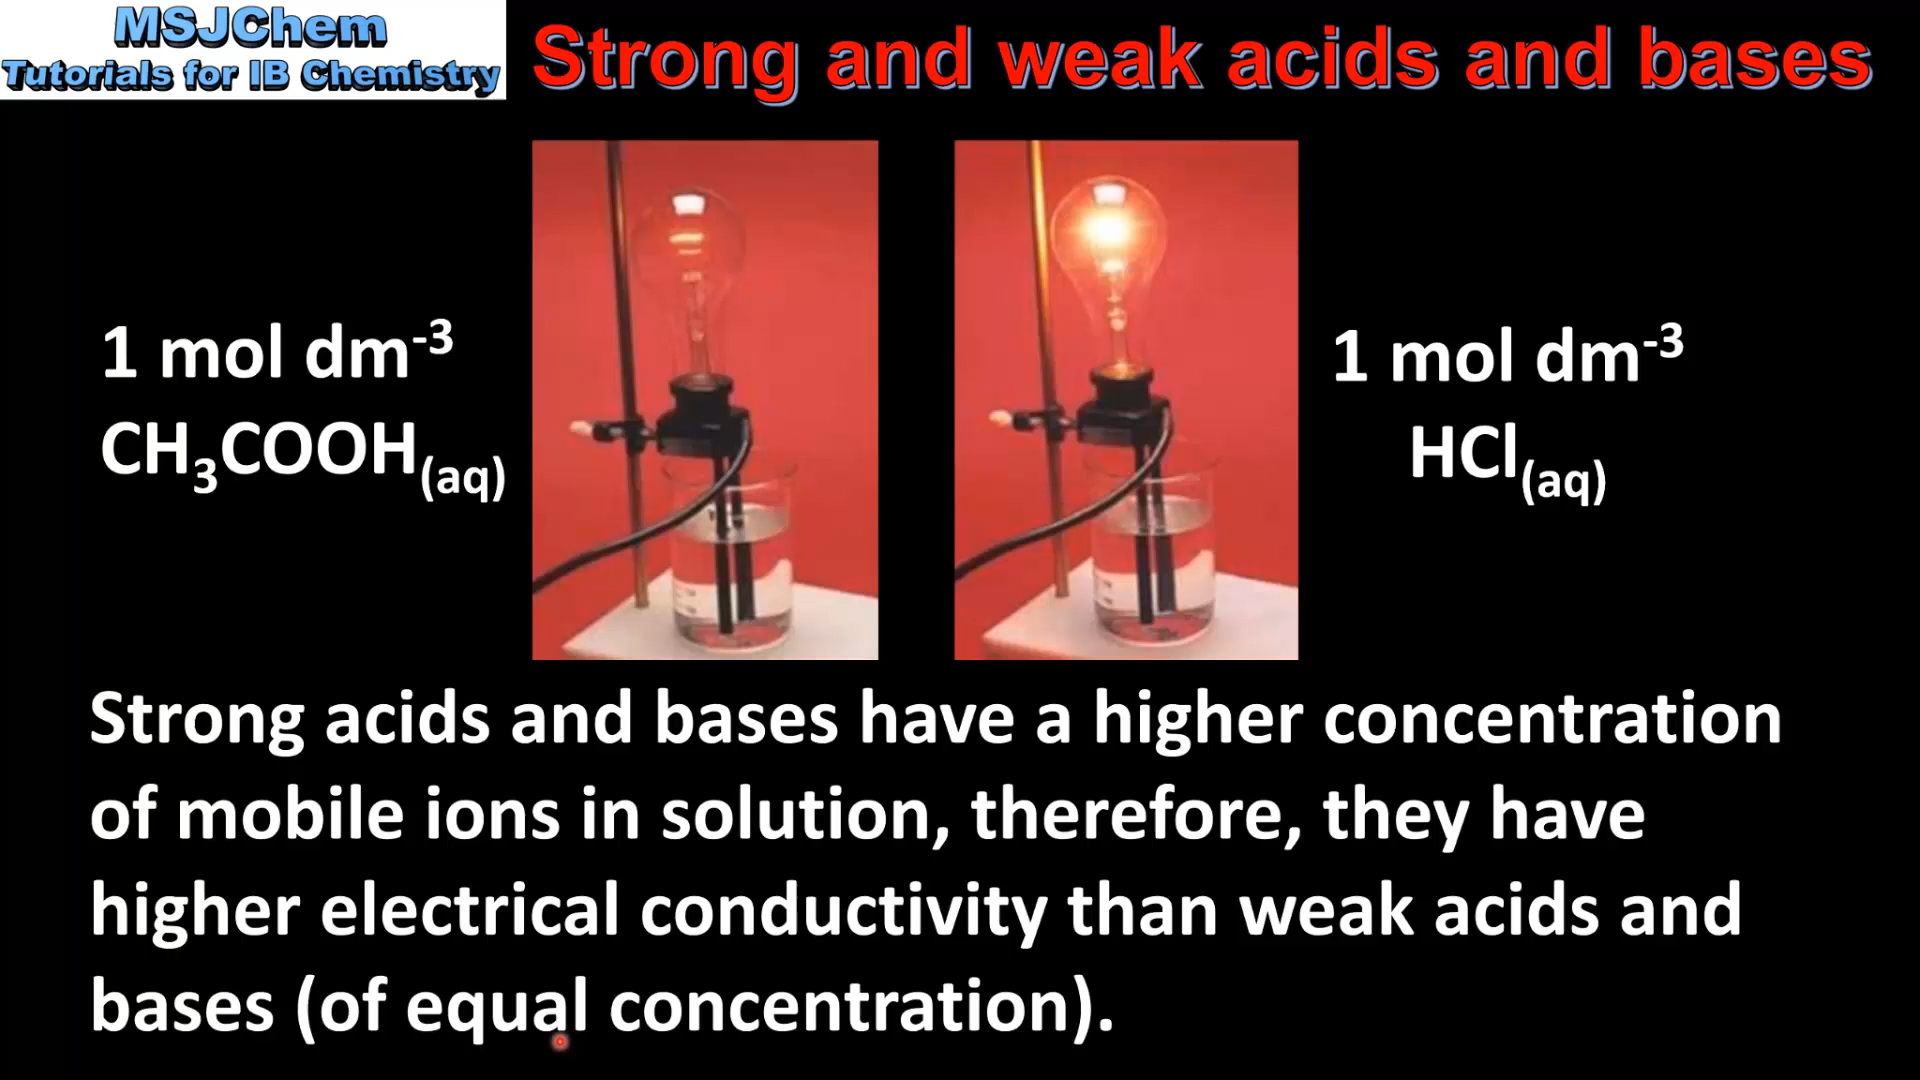 MSJChem
Tutorials for IB Chemistry
Strong and weak acids and bases
1 mol dm⁻³
CH₃COOH₍aq₎
1 mol dm⁻³
HCl₍aq₎
Strong acids and bases have a higher concentration
of mobile ions in solution, therefore, they have
higher electrical conductivity than weak acids and
bases (of equal concentration).